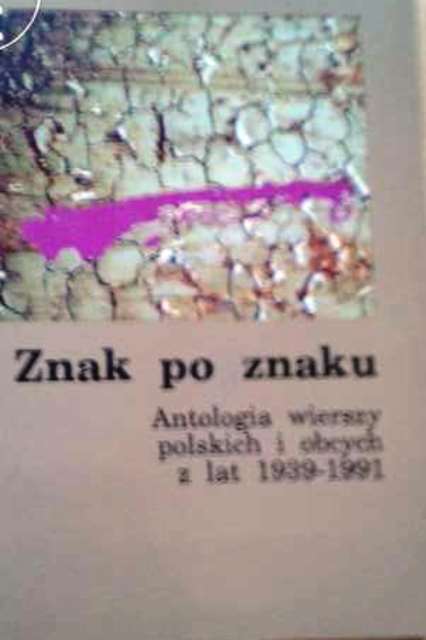 Znak po znaku
Antologia wierszy
polskich i obcych
z lat 1939-1991